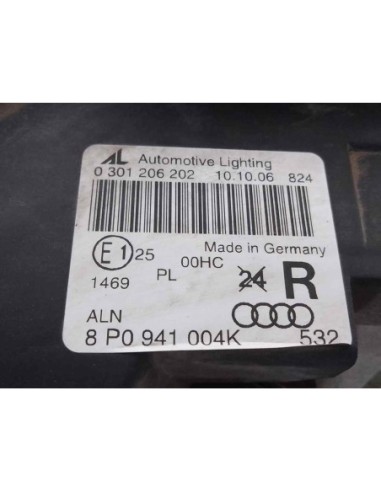 AL Automotive Lighting
0 301 206 202 10.10.06 824
Made in Germany
E1 25 00HC
1469 PL 24 R
ALN
8 P0 941 004K 532